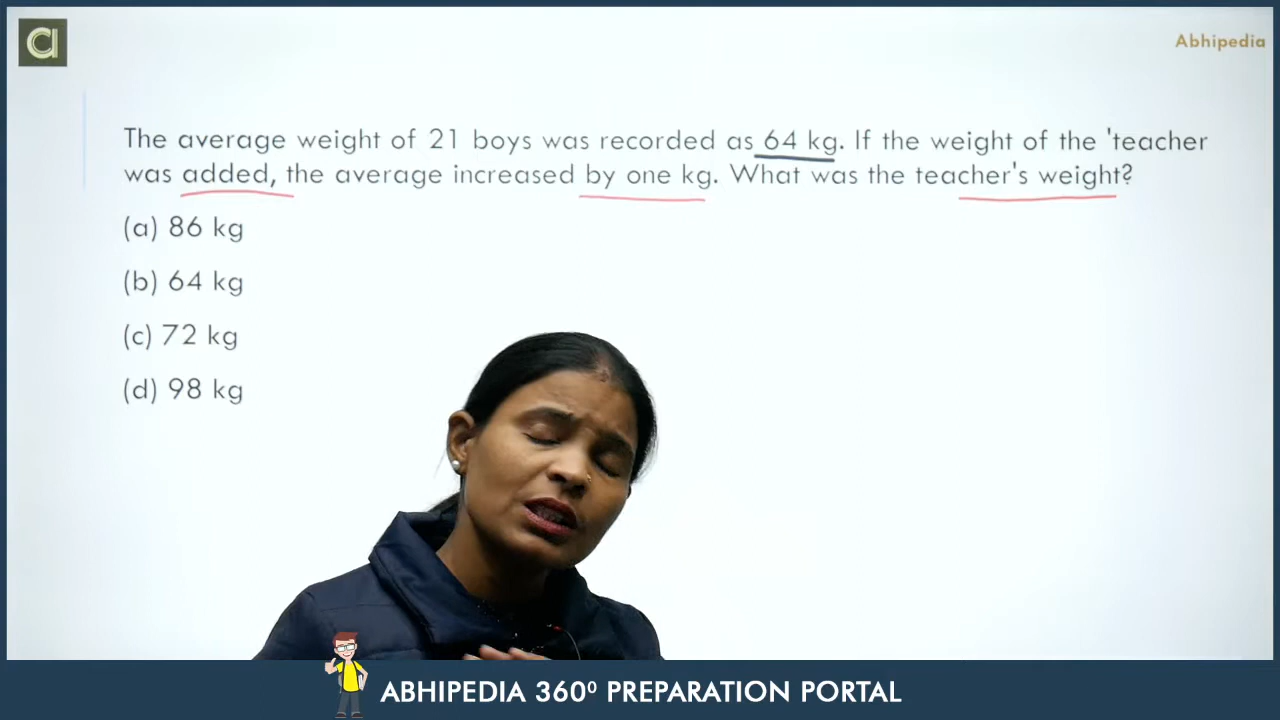 Abhipedia
The average weight of 21 boys was recorded as 64 kg. If the weight of the 'teacher
was added, the average increased by one kg. What was the teacher's weight?
(a) 86 kg
(b) 64 kg
(c) 72 kg
(d) 98 kg
ABHIPEDIA 360⁰ PREPARATION PORTAL